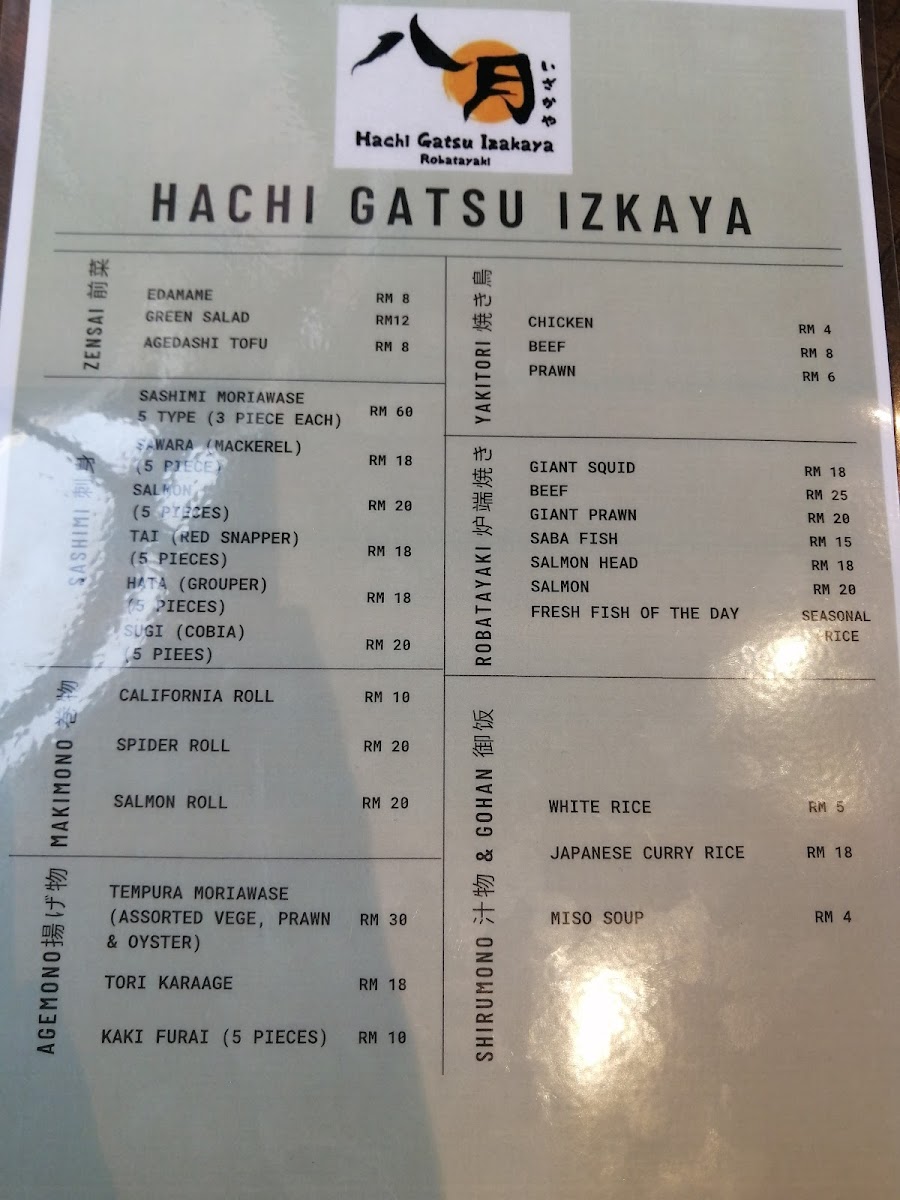 八月
いざかや
Hachi Gatsu Izakaya
Robatayaki
HACHI GATSU IZKAYA
ZENSAI 前菜
EDAMAME RM 8
GREEN SALAD RM12
AGEDASHI TOFU RM 8
SASHIMI 刺身
SASHIMI MORIAWASE
5 TYPE (3 PIECE EACH) RM 60
SAWARA (MACKEREL)
(5 PIECE) RM 18
SALMON
(5 PIECES) RM 20
TAI (RED SNAPPER)
(5 PIECES) RM 18
HATA (GROUPER)
(5 PIECES) RM 18
SUGI (COBIA)
(5 PIEES) RM 20
MAKIMONO 巻物
CALIFORNIA ROLL RM 10
SPIDER ROLL RM 20
SALMON ROLL RM 20
AGEMONO揚げ物
TEMPURA MORIAWASE
(ASSORTED VEGE, PRAWN RM 30
& OYSTER)
TORI KARAAGE RM 18
KAKI FURAI (5 PIECES) RM 10
YAKITORI 焼き鳥
CHICKEN RM 4
BEEF RM 8
PRAWN RM 6
ROBATAYAKI 炉端焼き
GIANT SQUID RM 18
BEEF RM 25
GIANT PRAWN RM 20
SABA FISH RM 15
SALMON HEAD RM 18
SALMON RM 20
FRESH FISH OF THE DAY SEASONAL
RICE
SHIRUMONO 汁物 & GOHAN 御饭
WHITE RICE RM 5
JAPANESE CURRY RICE RM 18
MISO SOUP RM 4